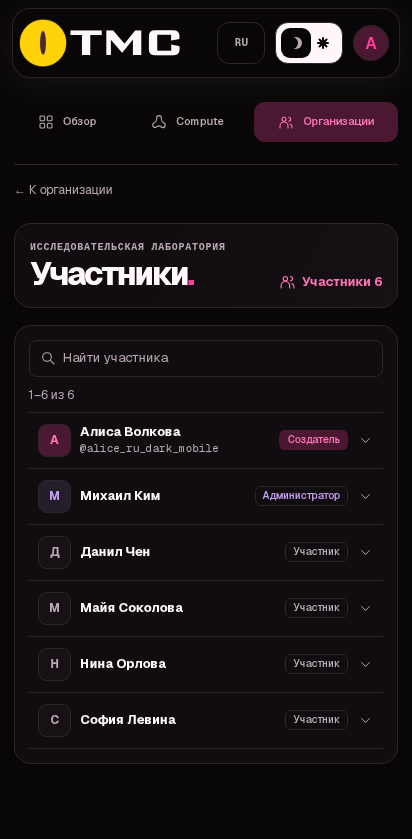 TMC
RU
A
Обзор
Compute
Организации
← К организации
ИССЛЕДОВАТЕЛЬСКАЯ ЛАБОРАТОРИЯ
Участники.
Участники 6
Найти участника
1–6 из 6
А
Алиса Волкова
@alice_ru_dark_mobile
Создатель
М
Михаил Ким
Администратор
Д
Данил Чен
Участник
М
Майя Соколова
Участник
Н
Нина Орлова
Участник
С
София Левина
Участник